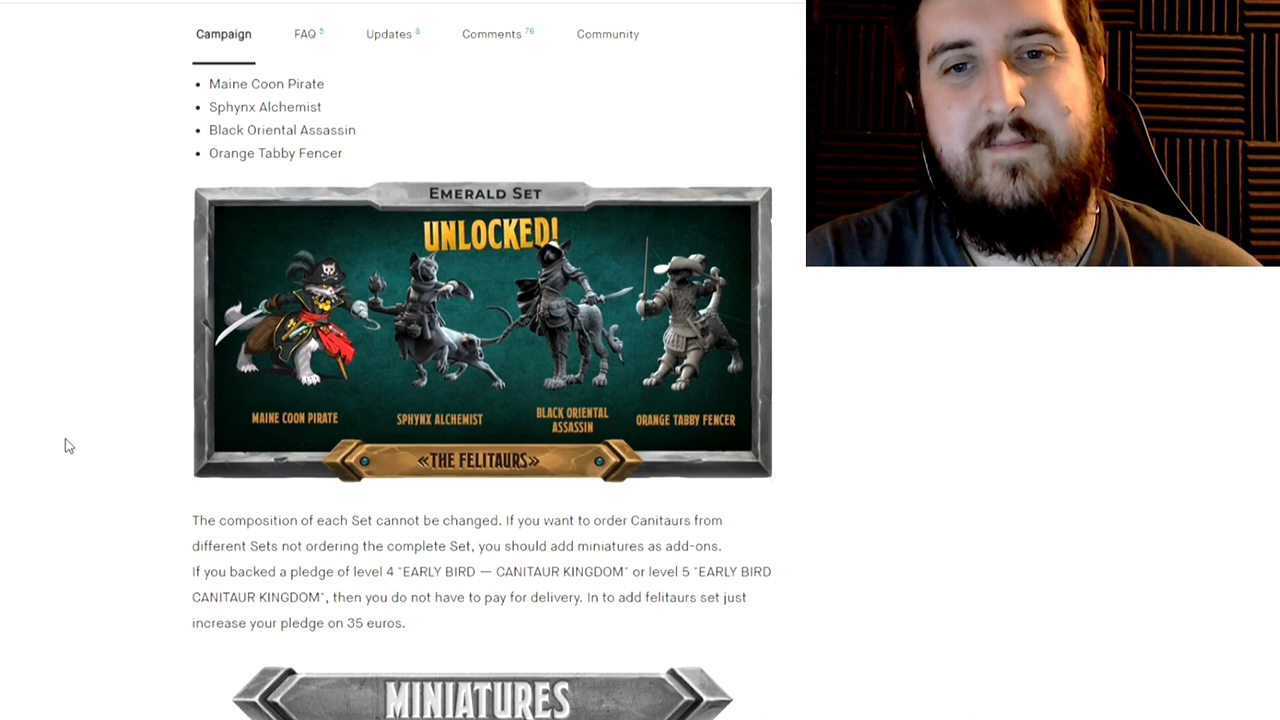 Campaign FAQ 5 Updates 8 Comments 76 Community
Maine Coon Pirate
Sphynx Alchemist
Black Oriental Assassin
Orange Tabby Fencer
EMERALD SET
UNLOCKED!
MAINE COON PIRATE
SPHYNX ALCHEMIST
BLACK ORIENTAL
ASSASSIN
ORANGE TABBY FENCER
«THE FELITAURS»
The composition of each Set cannot be changed. If you want to order Canitaurs from
different Sets not ordering the complete Set, you should add miniatures as add-ons.
If you backed a pledge of level 4 "EARLY BIRD — CANITAUR KINGDOM" or level 5 "EARLY BIRD
CANITAUR KINGDOM", then you do not have to pay for delivery. In to add felitaurs set just
increase your pledge on 35 euros.
MINIATURES